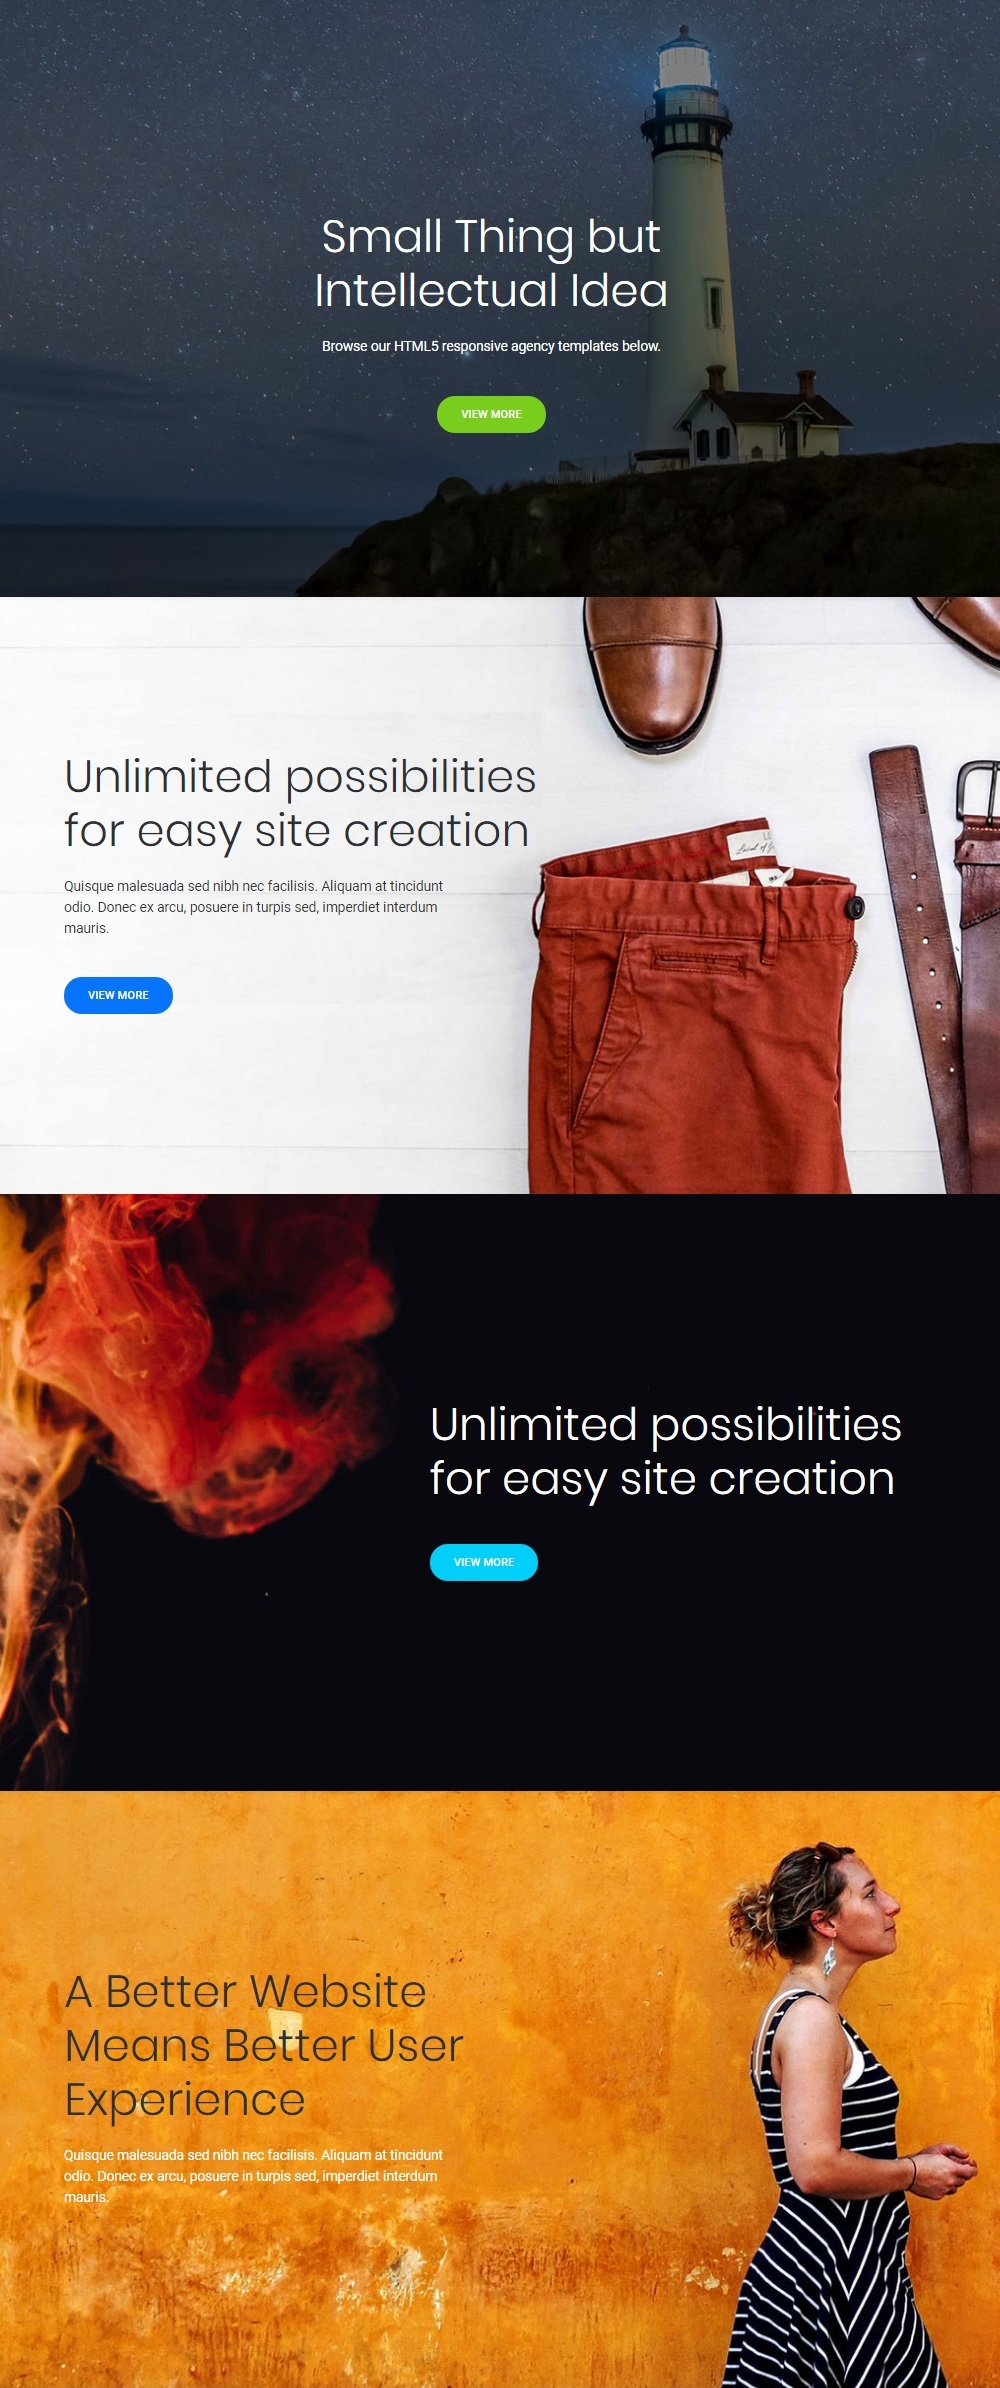 Small Thing but
Intellectual Idea
Browse our HTML5 responsive agency templates below.
VIEW MORE
Unlimited possibilities
for easy site creation
Quisque malesuada sed nibh nec facilisis. Aliquam at tincidunt
odio. Donec ex arcu, posuere in turpis sed, imperdiet interdum
mauris.
VIEW MORE
Unlimited possibilities
for easy site creation
VIEW MORE
A Better Website
Means Better User
Experience
Quisque malesuada sed nibh nec facilisis. Aliquam at tincidunt
odio. Donec ex arcu, posuere in turpis sed, imperdiet interdum
mauris.